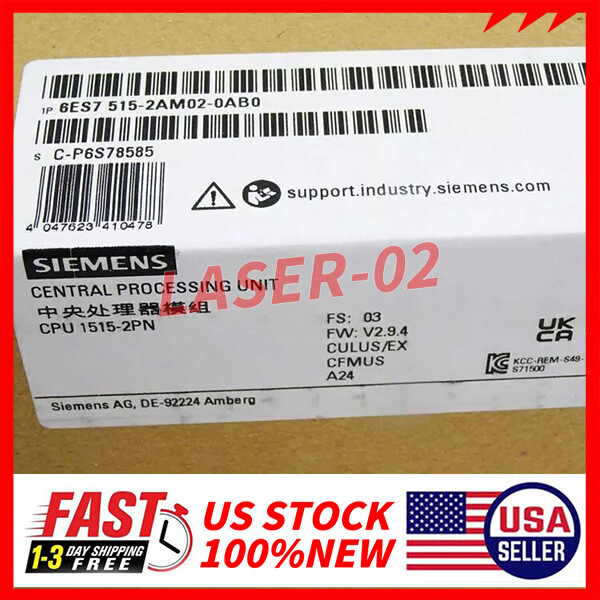 1P 6ES7 515-2AM02-0AB0
S C-P6S78585
support.industry.siemens.com
4 047623 410478
SIEMENS
LASER-02
CENTRAL PROCESSING UNIT
中央处理器模组
CPU 1515-2PN
FS: 03
FW: V2.9.4
CULUS/EX
CFMUS
A24
UK
CA
KCC-REM-S49-
S71500
Siemens AG, DE-92224 Amberg
FAST
1-3 DAY SHIPPING
FREE
US STOCK
100%NEW
USA
SELLER